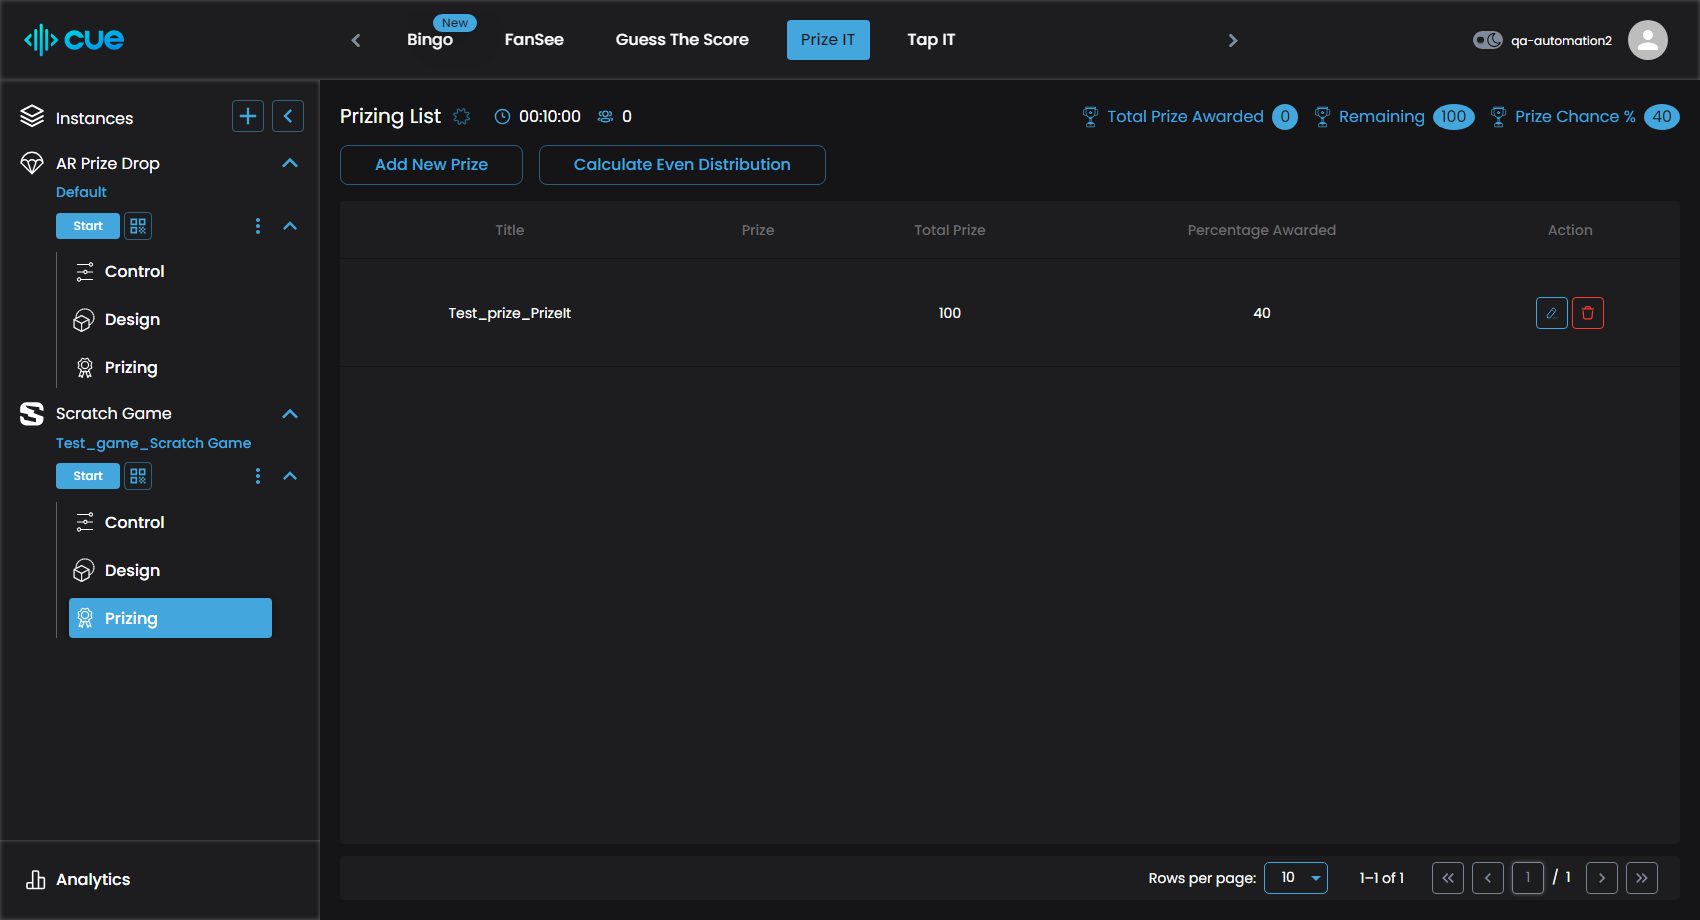 cue
New
Bingo
FanSee
Guess The Score
Prize IT
Tap IT
qa-automation2
Instances
AR Prize Drop
Default
Start
Control
Design
Prizing
Scratch Game
Test_game_Scratch Game
Start
Control
Design
Prizing
Analytics
Prizing List
00:10:00
0
Total Prize Awarded 0
Remaining 100
Prize Chance % 40
Add New Prize
Calculate Even Distribution
Title Prize Total Prize Percentage Awarded Action
Test_prize_PrizeIt 100 40
Rows per page: 10 1–1 of 1 1 / 1